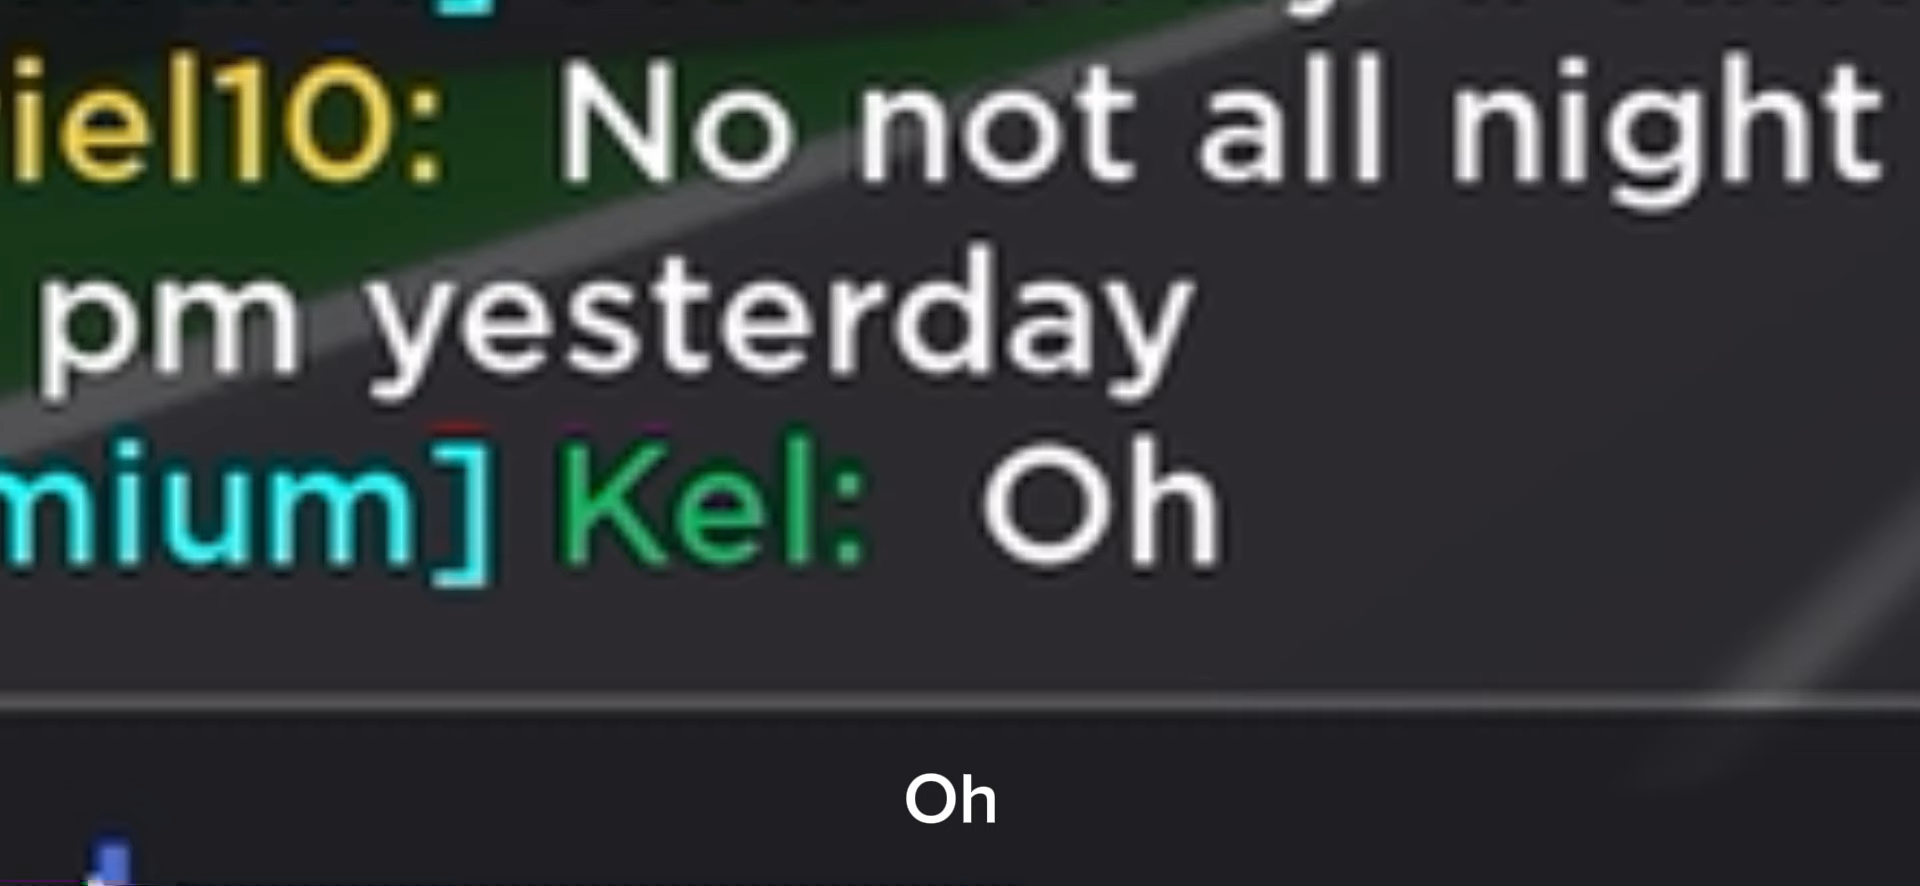 iel10: No not all night
pm yesterday
mium] Kel: Oh
Oh